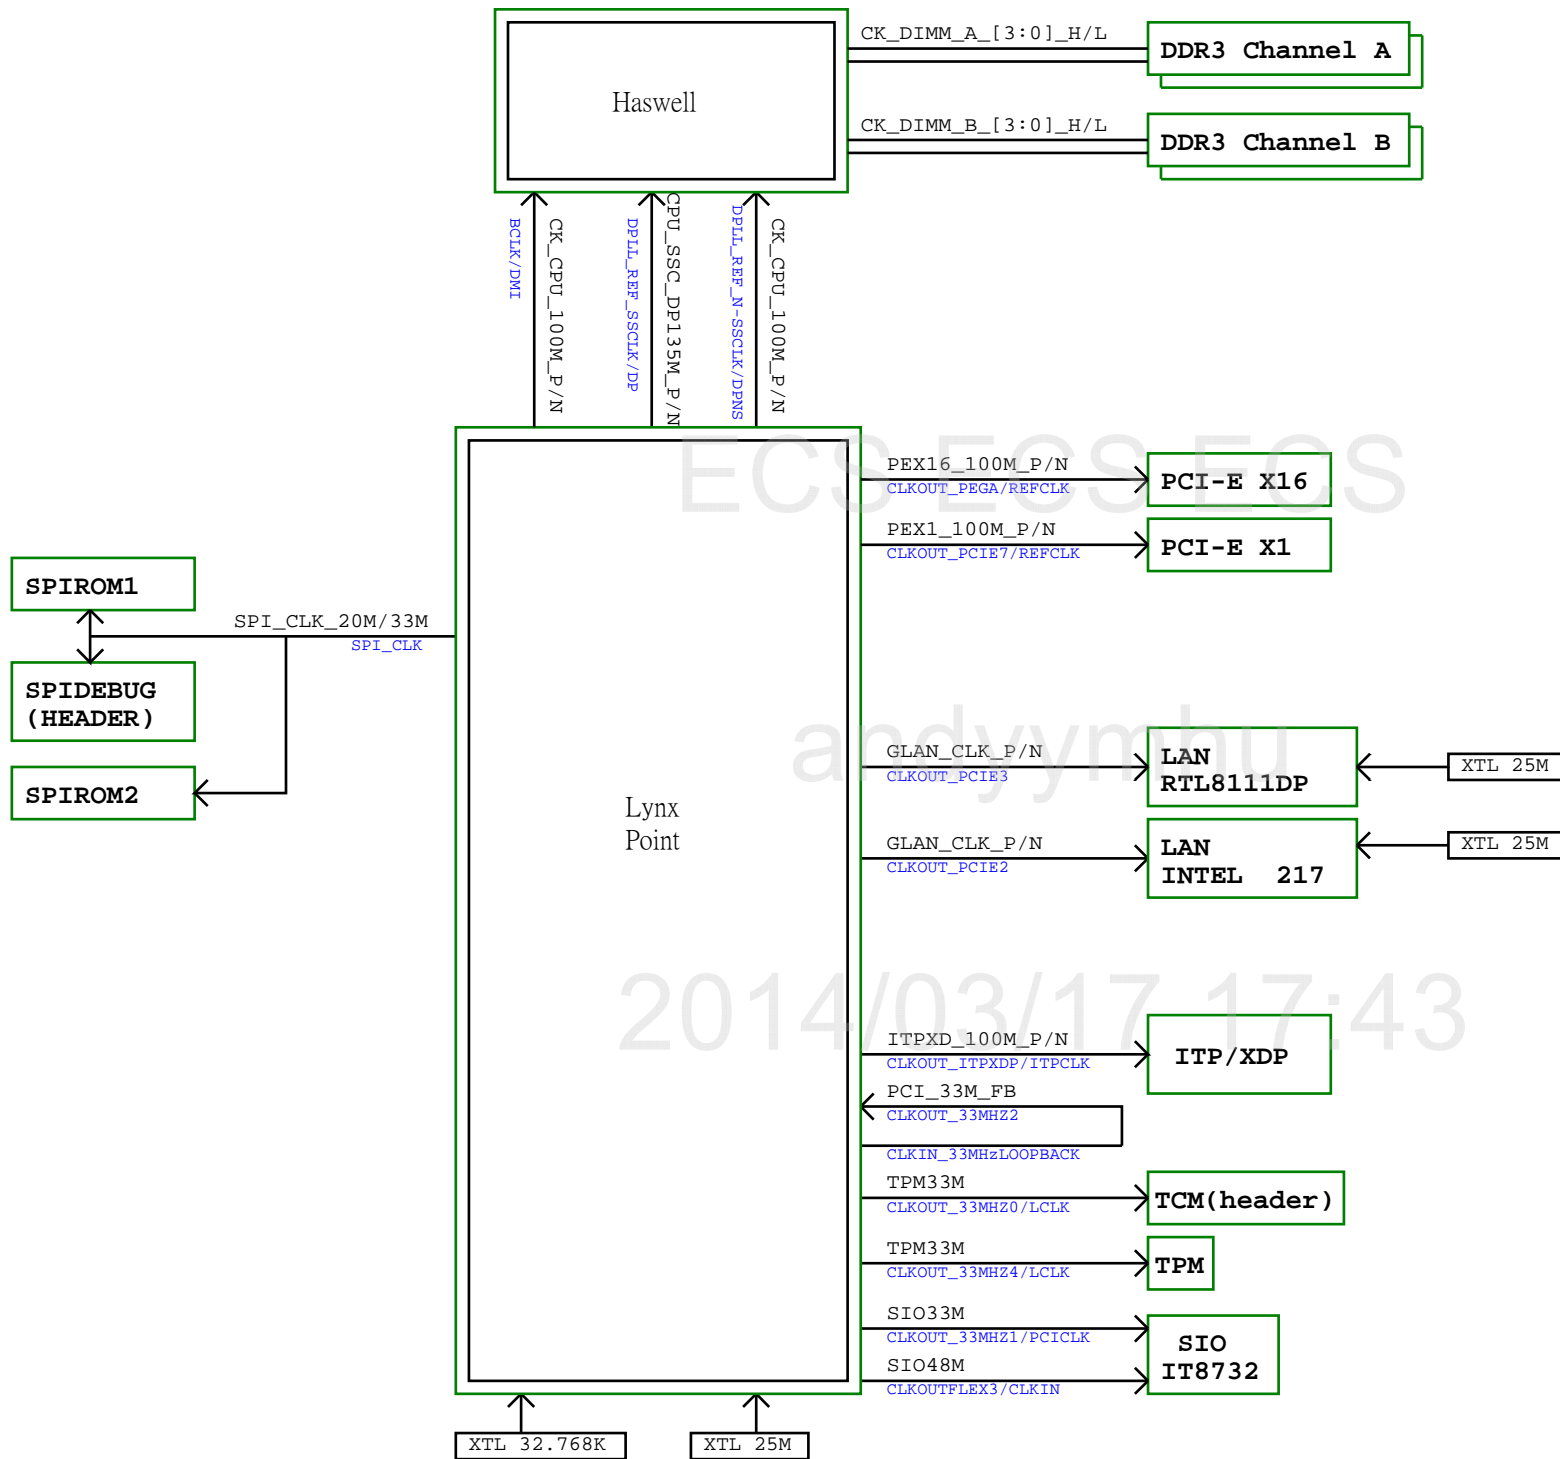 CK_DIMM_A_[3:0]_H/L
DDR3 Channel A
Haswell
CK_DIMM_B_[3:0]_H/L
DDR3 Channel B
BCLK/DMI
CK_CPU_100M_P/N
DPLL_REF_SSCLK/DP
CPU_SSC_DP135M_P/N
DPLL_REF_N-SSCLK/DPNS
CK_CPU_100M_P/N
ECS ECS ECS
PEX16_100M_P/N
CLKOUT_PEGA/REFCLK
PCI-E X16
PEX1_100M_P/N
CLKOUT_PCIE7/REFCLK
PCI-E X1
SPIROM1
SPI_CLK_20M/33M
SPI_CLK
SPIDEBUG
(HEADER)
SPIROM2
andyymhu
GLAN_CLK_P/N
CLKOUT_PCIE3
LAN
RTL8111DP
XTL 25M
Lynx
Point
GLAN_CLK_P/N
CLKOUT_PCIE2
LAN
INTEL  217
XTL 25M
2014/03/17 17:43
ITPXD_100M_P/N
CLKOUT_ITPXDP/ITPCLK
ITP/XDP
PCI_33M_FB
CLKOUT_33MHZ2
CLKIN_33MHzLOOPBACK
TPM33M
CLKOUT_33MHZ0/LCLK
TCM(header)
TPM33M
CLKOUT_33MHZ4/LCLK
TPM
SIO33M
CLKOUT_33MHZ1/PCICLK
SIO
IT8732
SIO48M
CLKOUTFLEX3/CLKIN
XTL 32.768K
XTL 25M